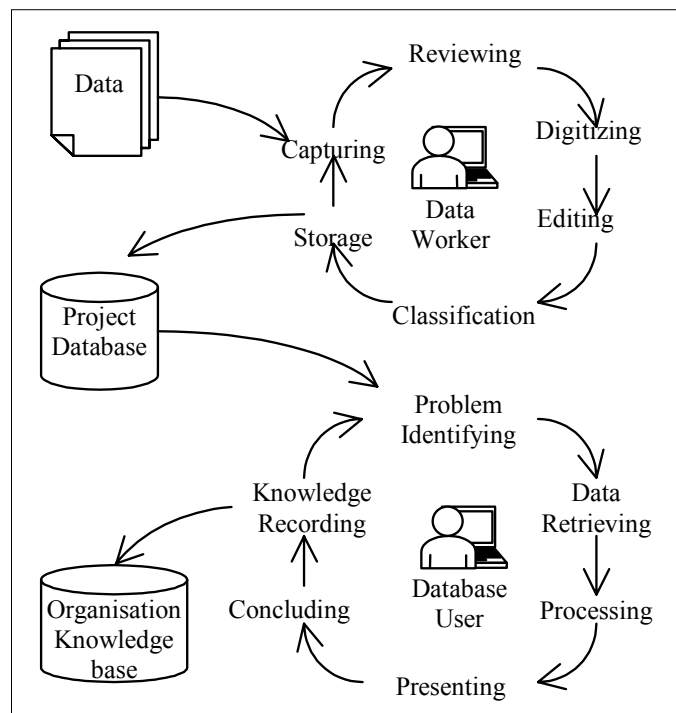 Data
Reviewing
Capturing
Digitizing
Data
Worker
Storage
Editing
Classification
Project
Database
Problem
Identifying
Knowledge
Recording
Data
Retrieving
Database
User
Organisation
Knowledge
base
Concluding
Processing
Presenting